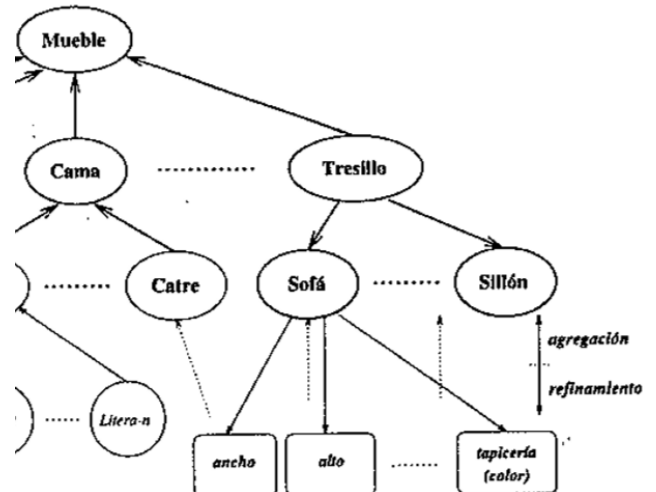 Mueble
Cama
Tresillo
Catre
Sofá
Sillón
agregación
refinamiento
Litera-n
ancho
alto
tapicería
(color)